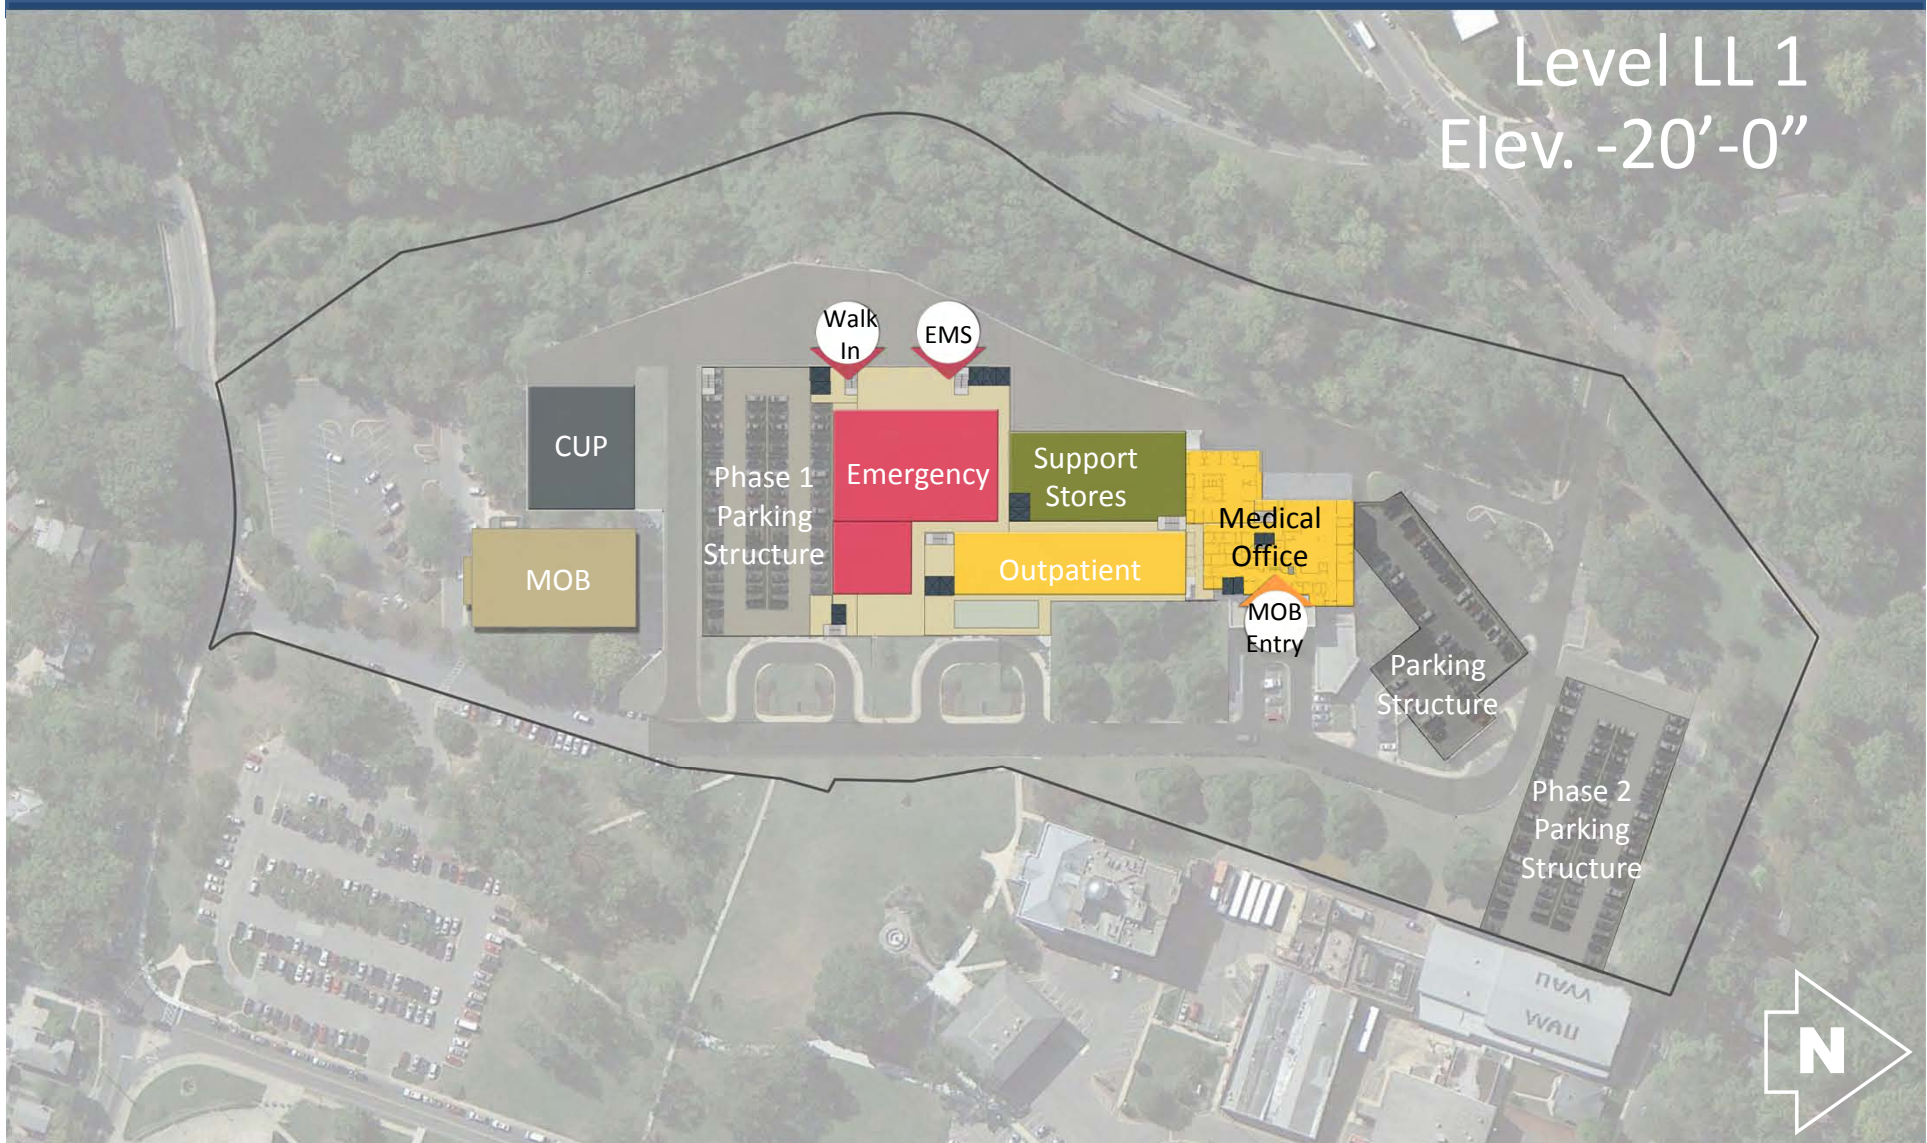 Level LL 1
Elev. -20’-0”
Walk
In
EMS
CUP
Phase 1
Parking
Structure
Emergency
Support
Stores
Medical
Office
MOB
Outpatient
MOB
Entry
Parking
Structure
Phase 2
Parking
Structure
N